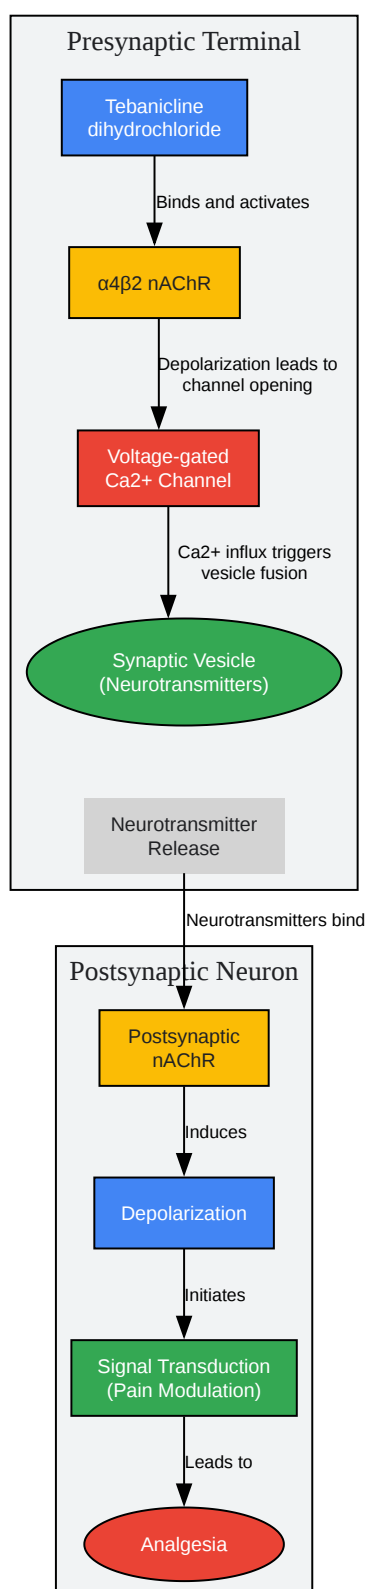 Presynaptic Terminal
Tebanicline
dihydrochloride
Binds and activates
α4β2 nAChR
Depolarization leads to
channel opening
Voltage-gated
Ca2+ Channel
Ca2+ influx triggers
vesicle fusion
Synaptic Vesicle
(Neurotransmitters)
Neurotransmitter
Release
Neurotransmitters bind
Postsynaptic Neuron
Postsynaptic
nAChR
Induces
Depolarization
Initiates
Signal Transduction
(Pain Modulation)
Leads to
Analgesia